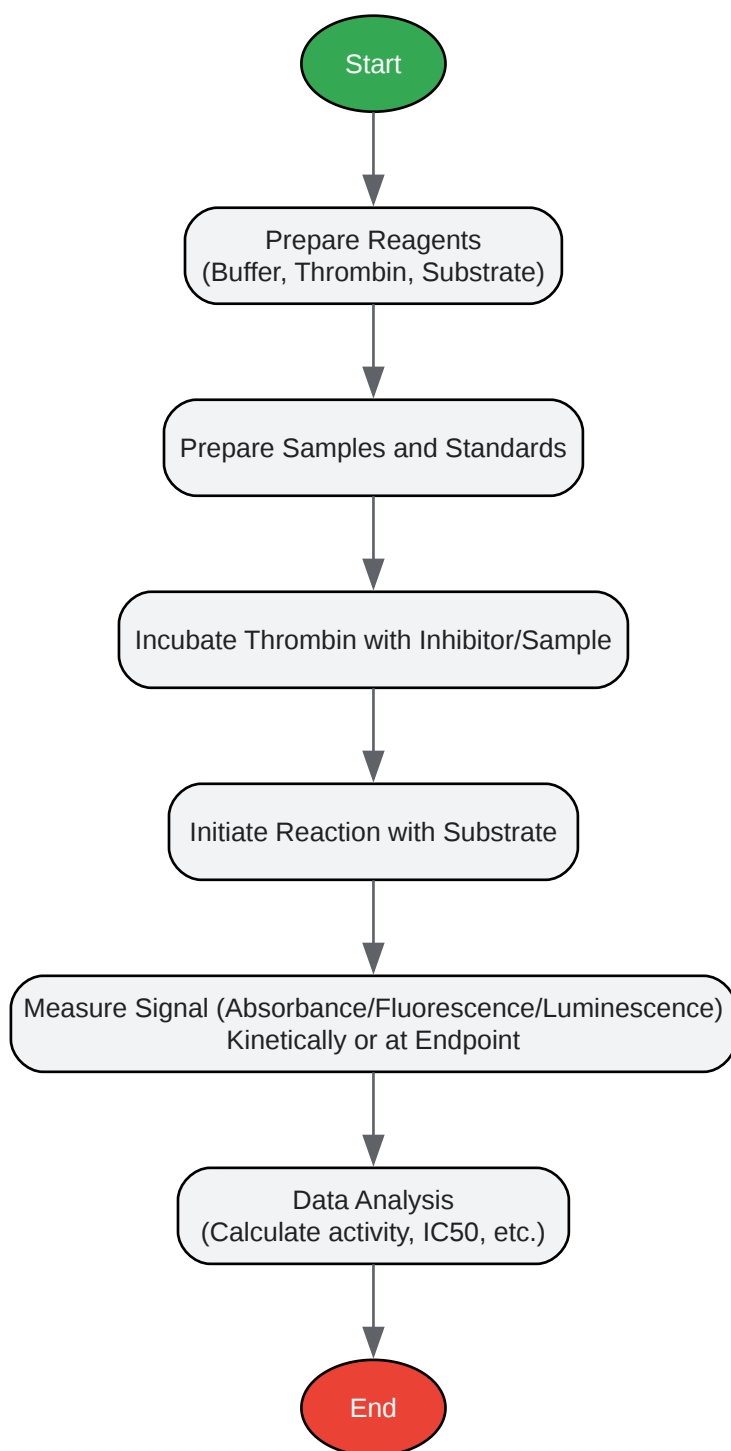 Start
Prepare Reagents
(Buffer, Thrombin, Substrate)
Prepare Samples and Standards
Incubate Thrombin with Inhibitor/Sample
Initiate Reaction with Substrate
Measure Signal (Absorbance/Fluorescence/Luminescence)
Kinetically or at Endpoint
Data Analysis
(Calculate activity, IC50, etc.)
End